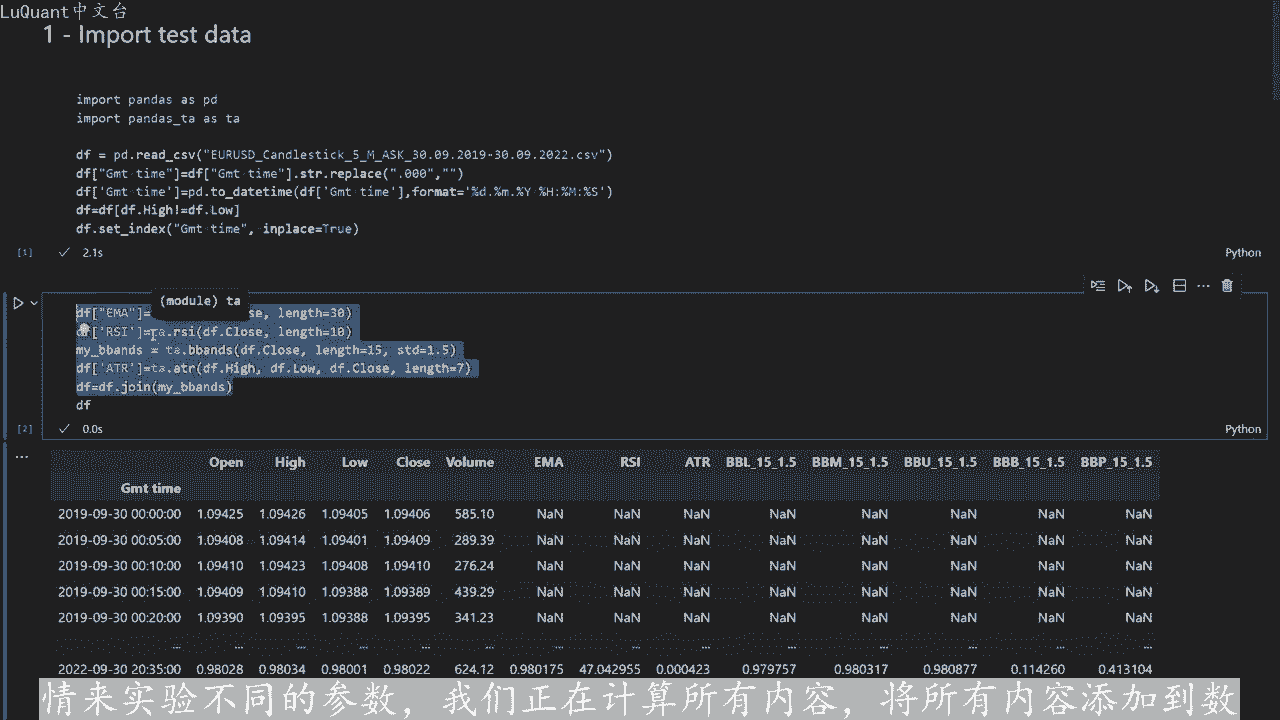 LuQuant中文台
1 - Import test data
import pandas as pd
import pandas_ta as ta
df = pd.read_csv("EURUSD_Candlestick_5_M_ASK_30.09.2019-30.09.2022.csv")
df["Gmt time"]=df["Gmt time"].str.replace(".000","")
df['Gmt time']=pd.to_datetime(df['Gmt time'],format='%d.%m.%Y %H:%M:%S')
df=df[df.High!=df.Low]
df.set_index("Gmt time", inplace=True)
[1] 2.1s Python
(module) ta
df["EMA"]= se, length=30)
df['RSI']=ta.rsi(df.Close, length=10)
my_bbands = ta.bbands(df.Close, length=15, std=1.5)
df['ATR']=ta.atr(df.High, df.Low, df.Close, length=7)
df=df.join(my_bbands)
df
[2] 0.0s Python
Open High Low Close Volume EMA RSI ATR BBL_15_1.5 BBM_15_1.5 BBU_15_1.5 BBB_15_1.5 BBP_15_1.5
Gmt time
2019-09-30 00:00:00 1.09425 1.09426 1.09405 1.09406 585.10 NaN NaN NaN NaN NaN NaN NaN NaN
2019-09-30 00:05:00 1.09408 1.09414 1.09401 1.09409 289.39 NaN NaN NaN NaN NaN NaN NaN NaN
2019-09-30 00:10:00 1.09410 1.09423 1.09408 1.09410 276.24 NaN NaN NaN NaN NaN NaN NaN NaN
2019-09-30 00:15:00 1.09409 1.09410 1.09388 1.09389 439.29 NaN NaN NaN NaN NaN NaN NaN NaN
2019-09-30 00:20:00 1.09390 1.09395 1.09388 1.09395 341.23 NaN NaN NaN NaN NaN NaN NaN NaN
... ... ... ... ... ... ... ... ... ... ... ... ... ...
2022-09-30 20:35:00 0.98028 0.98034 0.98001 0.98022 624.12 0.980175 47.042955 0.000423 0.979757 0.980317 0.980877 0.114260 0.413104
情来实验不同的参数，我们正在计算所有内容，将所有内容添加到数